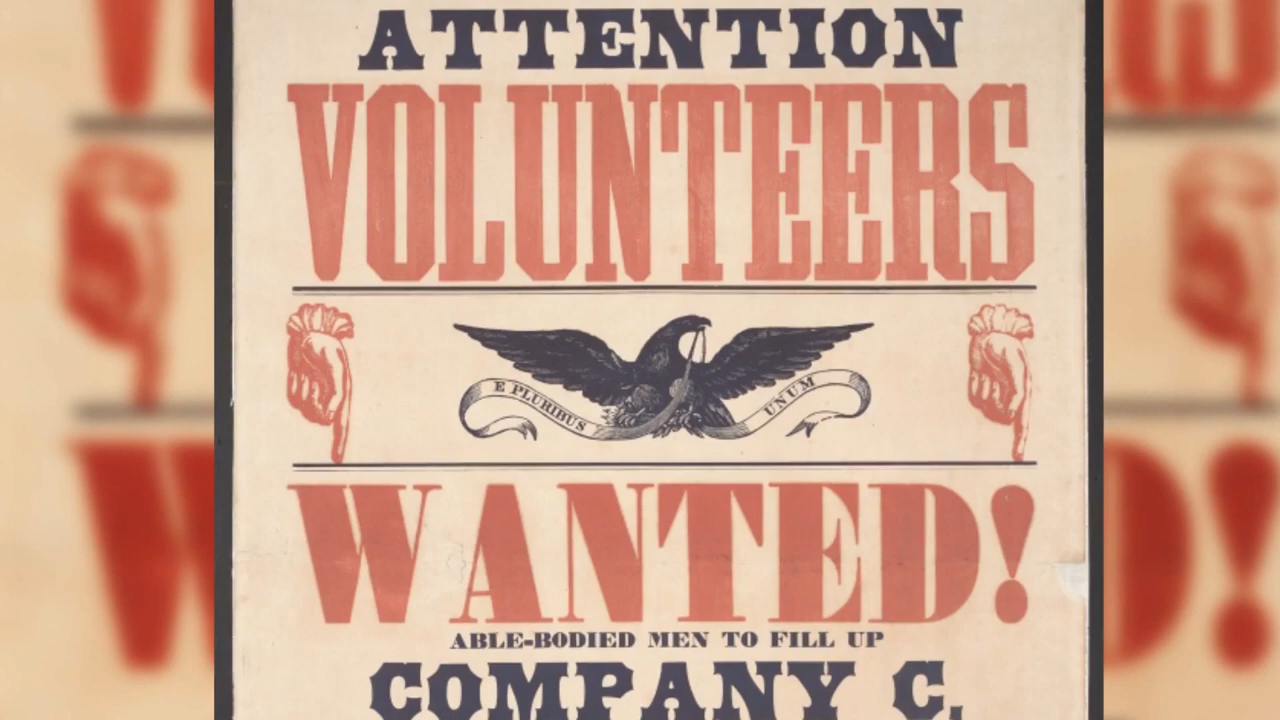 ATTENTION
VOLUNTEERS
E PLURIBUS UNUM
WANTED!
ABLE-BODIED MEN TO FILL UP
COMPANY C.